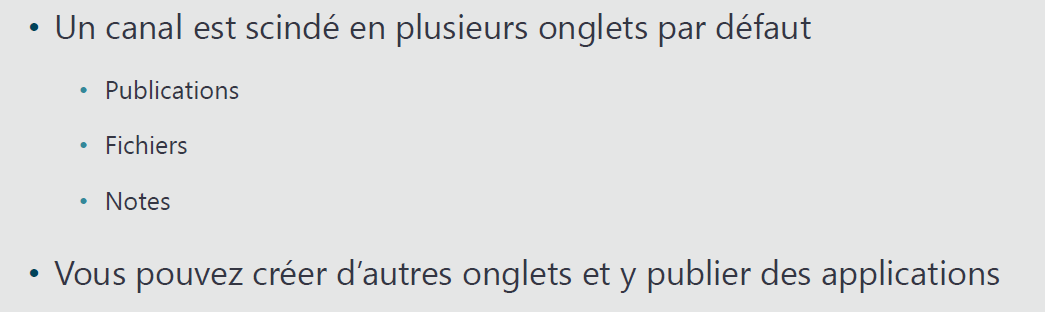 • Un canal est scindé en plusieurs onglets par défaut
• Publications
• Fichiers
• Notes
• Vous pouvez créer d’autres onglets et y publier des applications